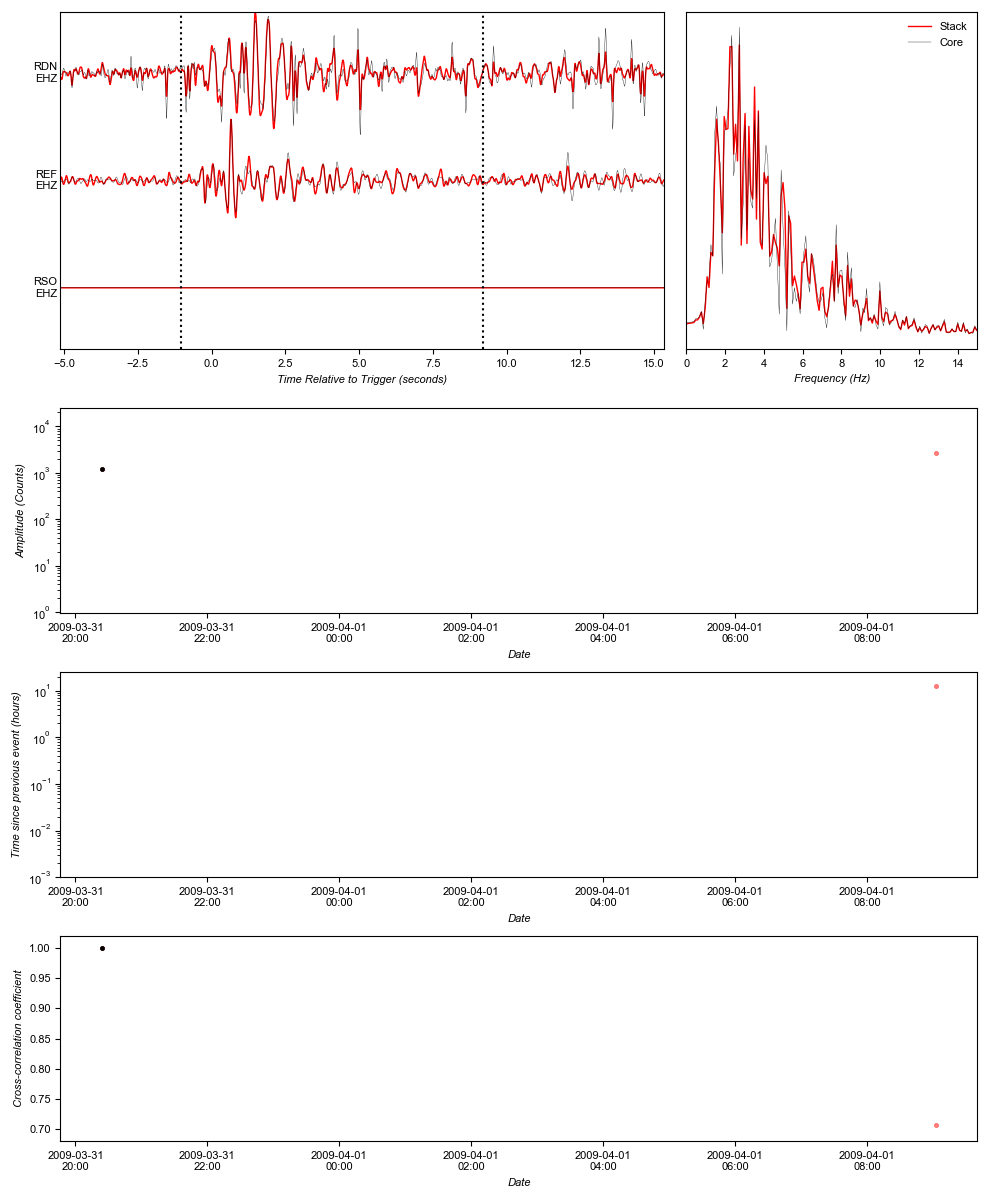 RDN
EHZ
REF
EHZ
RSO
EHZ
−5.0 −2.5 0.0 2.5 5.0 7.5 10.0 12.5 15.0
Time Relative to Trigger (seconds)
Stack
Core
0 2 4 6 8 10 12 14
Frequency (Hz)
10^4
10^3
10^2
10^1
10^0
Amplitude (Counts)
2009-03-31 2009-03-31 2009-04-01 2009-04-01 2009-04-01 2009-04-01 2009-04-01
20:00 22:00 00:00 02:00 04:00 06:00 08:00
Date
10^1
10^0
10^−1
10^−2
10^−3
Time since previous event (hours)
2009-03-31 2009-03-31 2009-04-01 2009-04-01 2009-04-01 2009-04-01 2009-04-01
20:00 22:00 00:00 02:00 04:00 06:00 08:00
Date
1.00
0.95
0.90
0.85
0.80
0.75
0.70
Cross-correlation coefficient
2009-03-31 2009-03-31 2009-04-01 2009-04-01 2009-04-01 2009-04-01 2009-04-01
20:00 22:00 00:00 02:00 04:00 06:00 08:00
Date